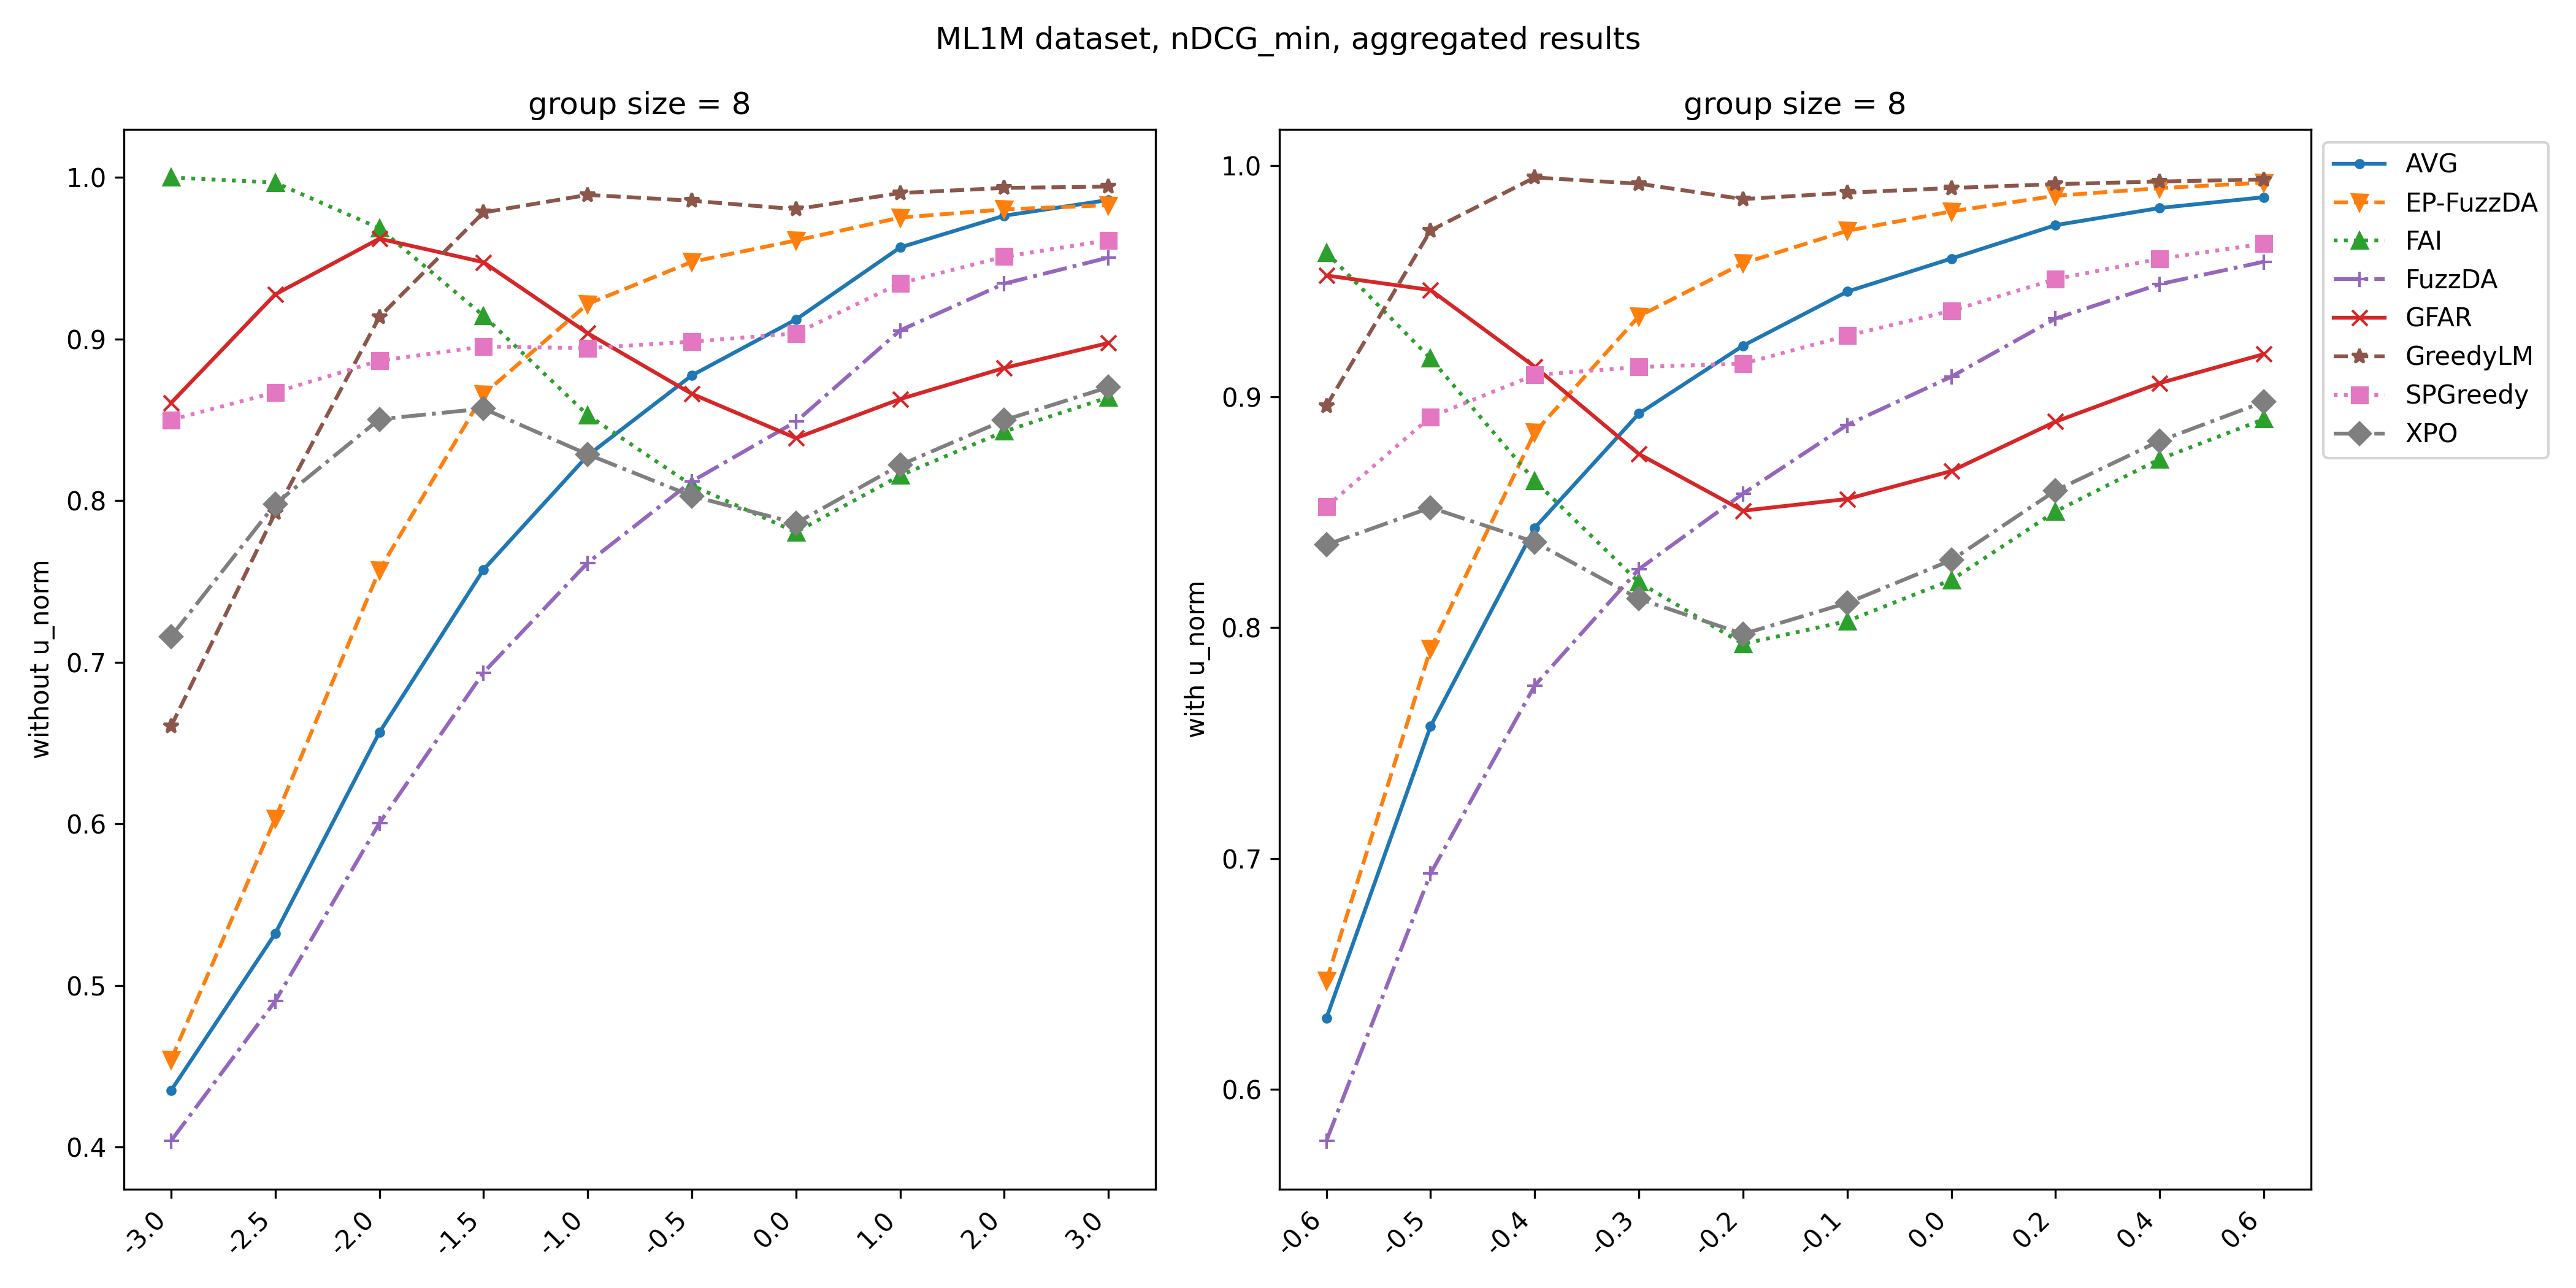 ML1M dataset, nDCG_min, aggregated results
group size = 8
without u_norm
1.0
0.9
0.8
0.7
0.6
0.5
0.4
-3.0
-2.5
-2.0
-1.5
-1.0
-0.5
0.0
1.0
2.0
3.0
group size = 8
with u_norm
1.0
0.9
0.8
0.7
0.6
-0.6
-0.5
-0.4
-0.3
-0.2
-0.1
0.0
0.2
0.4
0.6
AVG
EP-FuzzDA
FAI
FuzzDA
GFAR
GreedyLM
SPGreedy
XPO